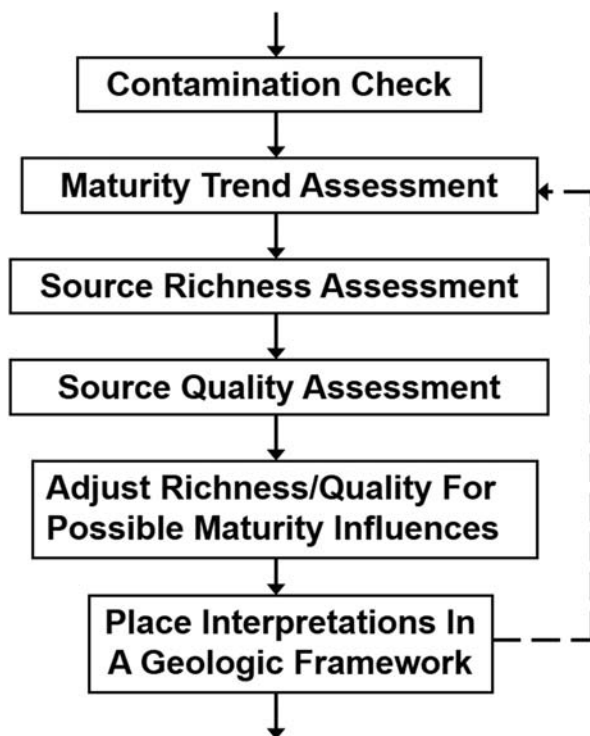 Contamination Check
Maturity Trend Assessment
Source Richness Assessment
Source Quality Assessment
Adjust Richness/Quality For
Possible Maturity Influences
Place Interpretations In
A Geologic Framework